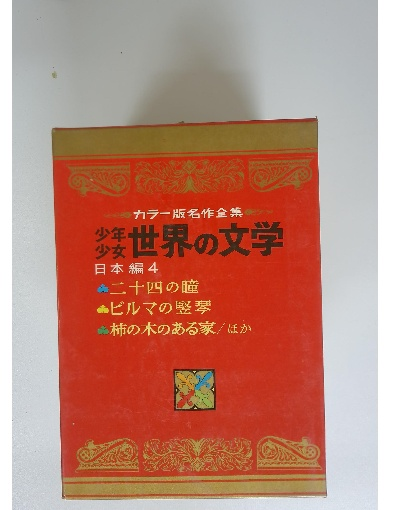 カラー版名作全集
少年少女 世界の文学
日本編4
二十四の瞳
ビルマの竪琴
柿の木のある家/ほか